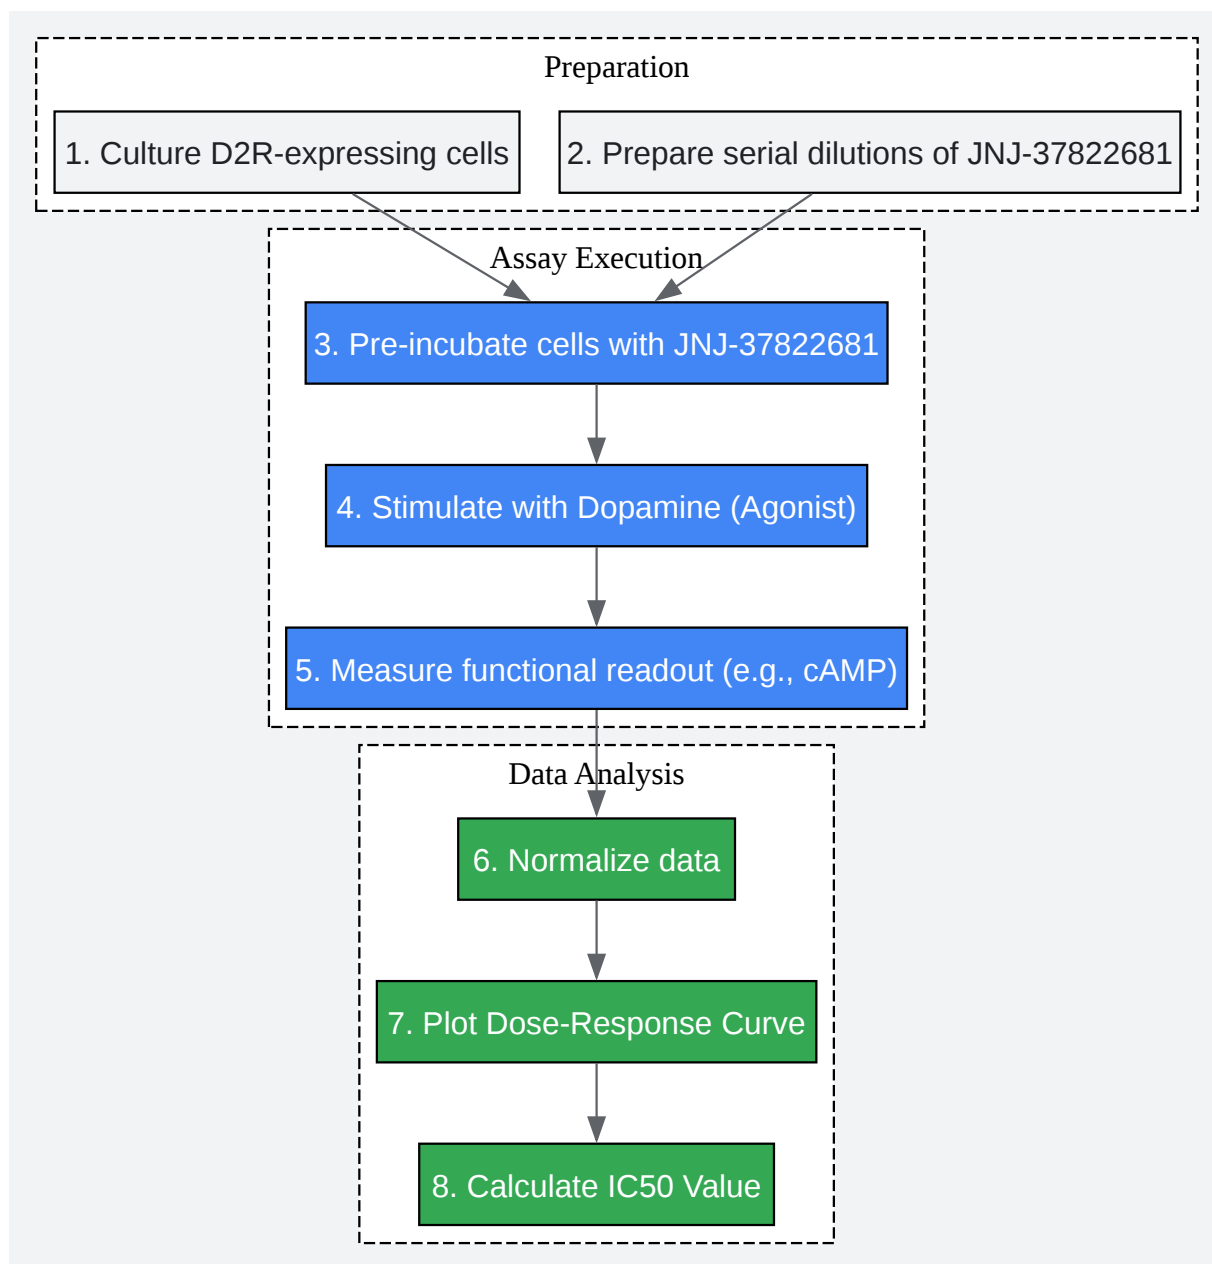 Preparation
1. Culture D2R-expressing cells
2. Prepare serial dilutions of JNJ-37822681
Assay Execution
3. Pre-incubate cells with JNJ-37822681
4. Stimulate with Dopamine (Agonist)
5. Measure functional readout (e.g., cAMP)
Data Analysis
6. Normalize data
7. Plot Dose-Response Curve
8. Calculate IC50 Value